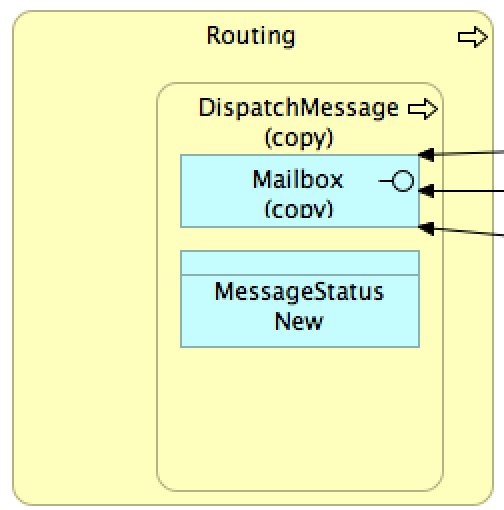 Routing
DispatchMessage
(copy)
Mailbox
(copy)
MessageStatus
New